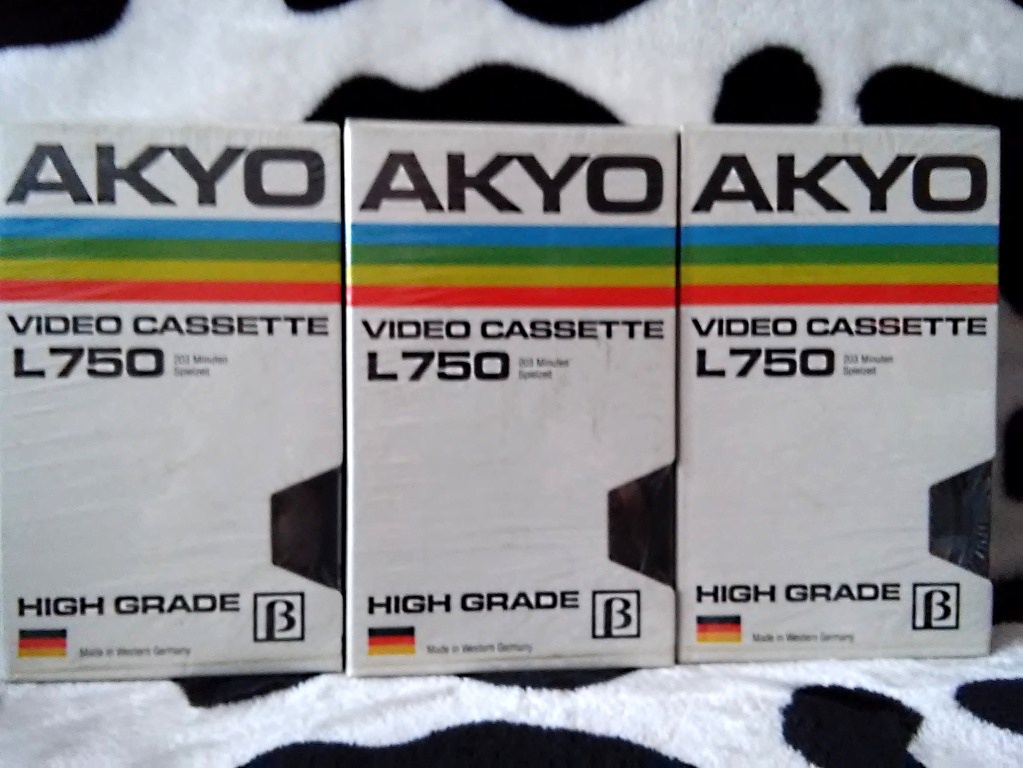 AKYO
VIDEO CASSETTE
L750 203 Minuten
Spielzeit
HIGH GRADE β
Made in Western Germany
AKYO
VIDEO CASSETTE
L750 203 Minuten
Spielzeit
HIGH GRADE β
Made in Western Germany
AKYO
VIDEO CASSETTE
L750 203 Minuten
Spielzeit
HIGH GRADE β
Made in Western Germany